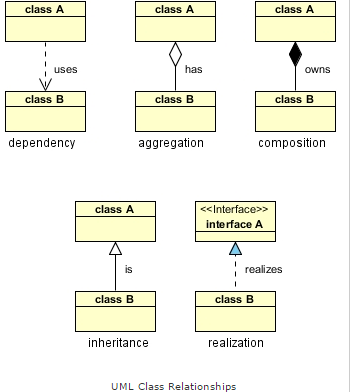 class A
uses
class B
dependency
class A
has
class B
aggregation
class A
owns
class B
composition
class A
is
class B
inheritance
<<Interface>>
interface A
realizes
class B
realization
UML Class Relationships